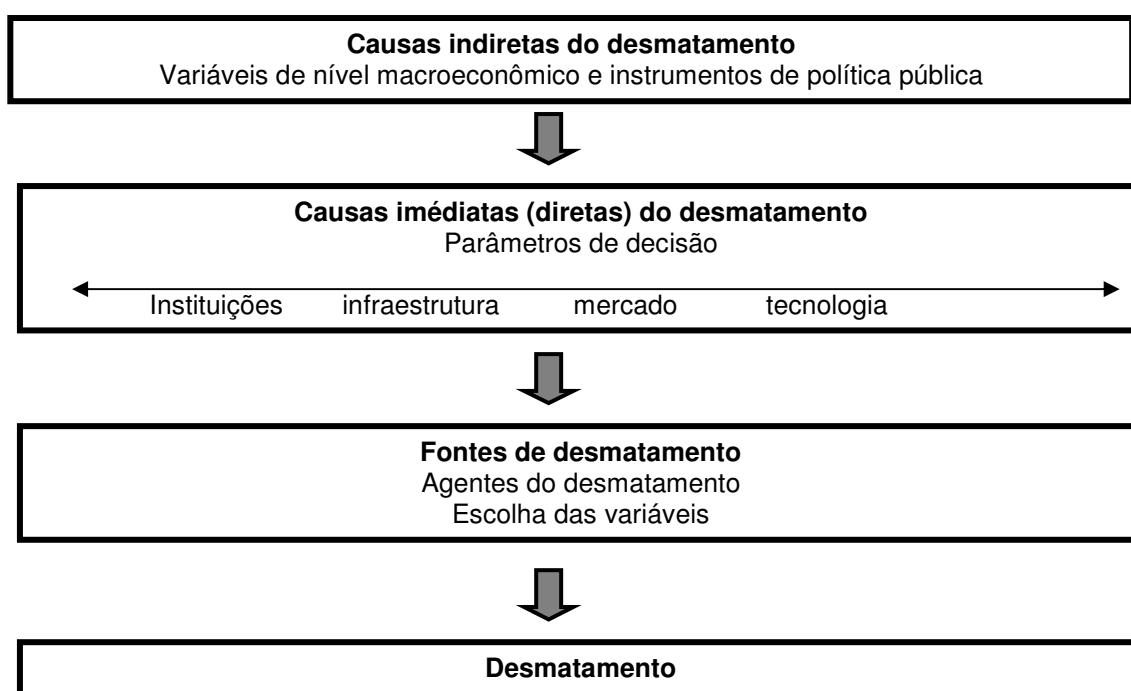 Causas indiretas do desmatamento
Variáveis de nível macroeconômico e instrumentos de política pública
Causas imédiatas (diretas) do desmatamento
Parâmetros de decisão
Instituições infraestrutura mercado tecnologia
Fontes de desmatamento
Agentes do desmatamento
Escolha das variáveis
Desmatamento